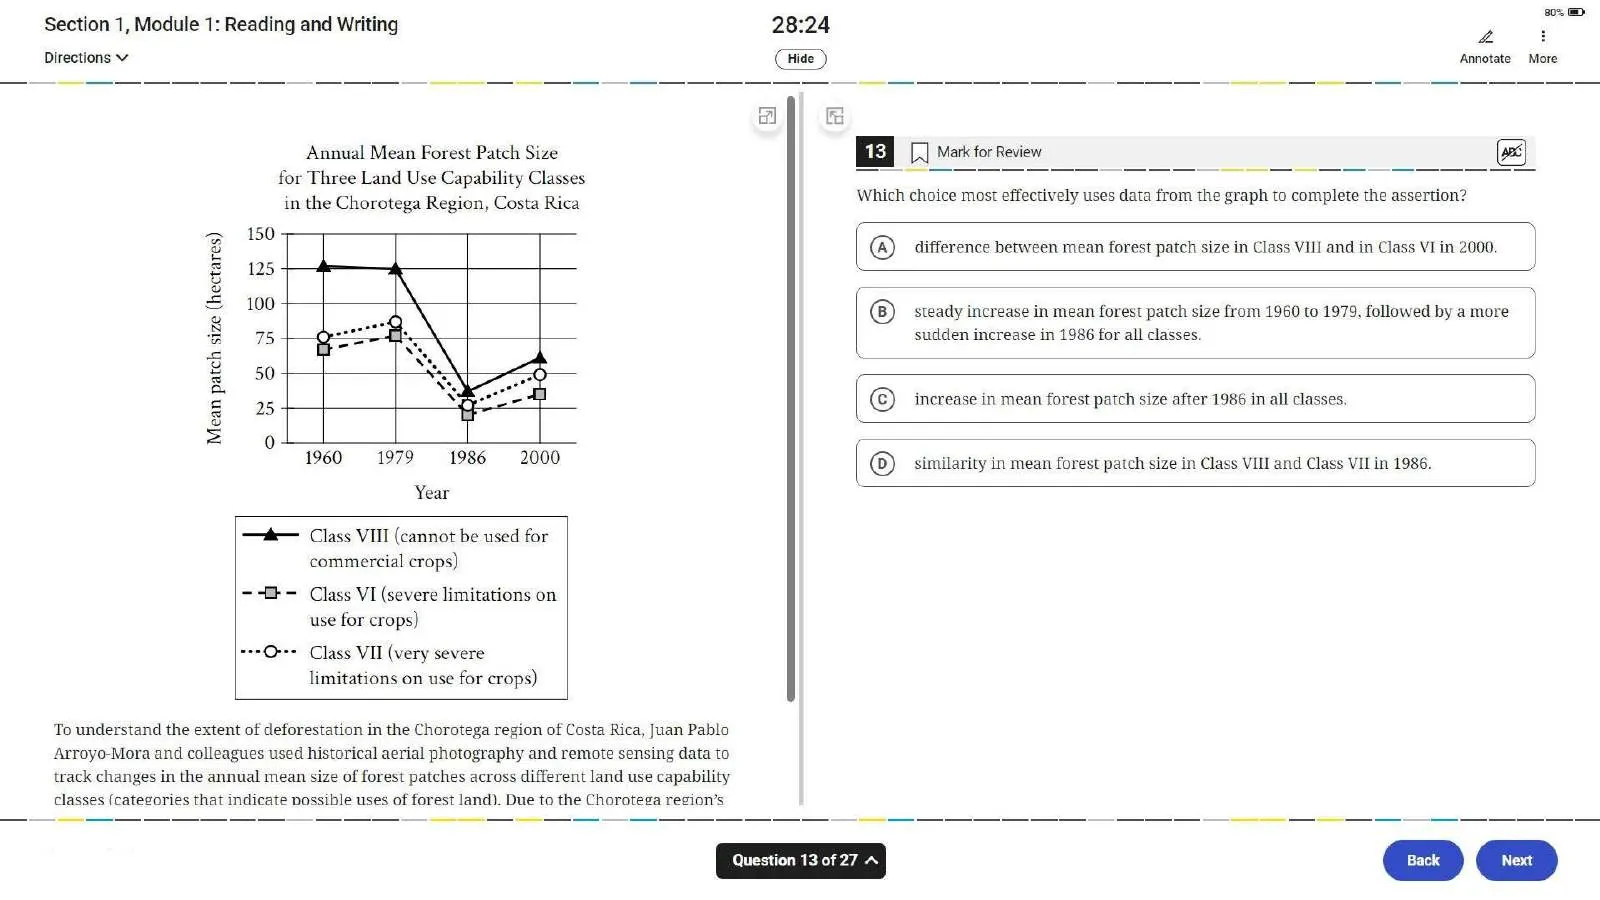 Section 1, Module 1: Reading and Writing
28:24
80%
Directions
Hide
Annotate
More
Annual Mean Forest Patch Size
for Three Land Use Capability Classes
in the Chorotega Region, Costa Rica
Mean patch size (hectares)
150
125
100
75
50
25
0
1960 1979 1986 2000
Year
Class VIII (cannot be used for
commercial crops)
Class VI (severe limitations on
use for crops)
Class VII (very severe
limitations on use for crops)
To understand the extent of deforestation in the Chorotega region of Costa Rica, Juan Pablo
Arroyo-Mora and colleagues used historical aerial photography and remote sensing data to
track changes in the annual mean size of forest patches across different land use capability
classes (categories that indicate possible uses of forest land). Due to the Chorotega region's
13 Mark for Review
ABC
Which choice most effectively uses data from the graph to complete the assertion?
A difference between mean forest patch size in Class VIII and in Class VI in 2000.
B steady increase in mean forest patch size from 1960 to 1979, followed by a more
sudden increase in 1986 for all classes.
C increase in mean forest patch size after 1986 in all classes.
D similarity in mean forest patch size in Class VIII and Class VII in 1986.
Question 13 of 27
Back
Next